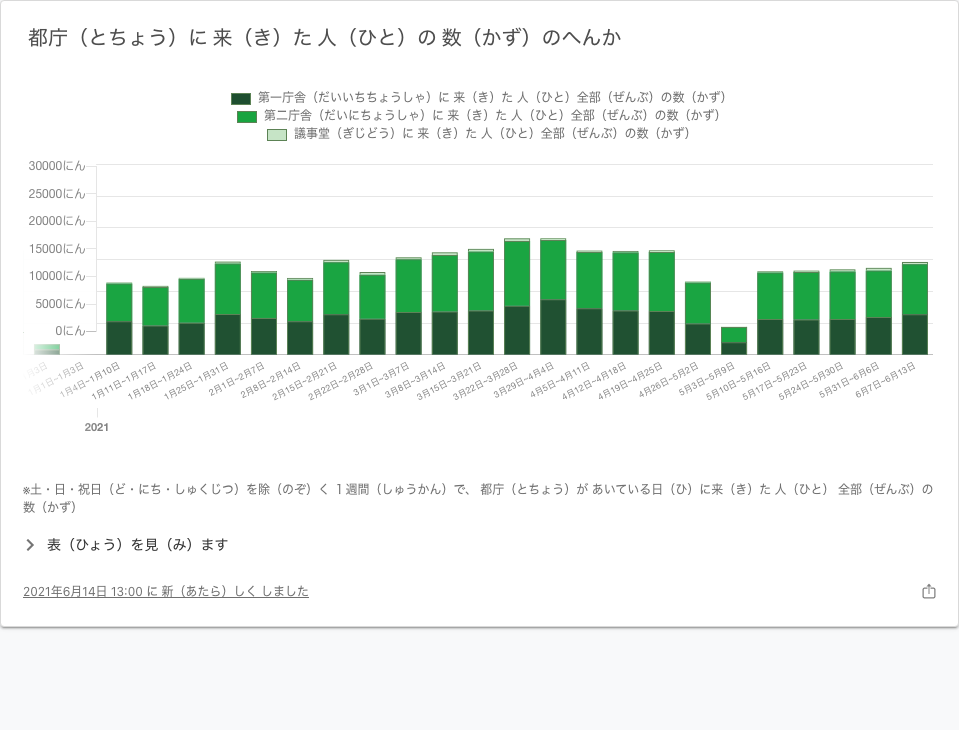 都庁（とちょう）に 来（き）た 人（ひと）の 数（かず）のへんか
第一庁舎（だいいちちょうしゃ）に 来（き）た 人（ひと）全部（ぜんぶ）の数（かず）
第二庁舎（だいにちょうしゃ）に 来（き）た 人（ひと）全部（ぜんぶ）の数（かず）
議事堂（ぎじどう）に 来（き）た 人（ひと）全部（ぜんぶ）の数（かず）
30000にん
25000にん
20000にん
15000にん
10000にん
5000にん
0にん
1月1日~1月3日
1月4日~1月10日
1月11日~1月17日
1月18日~1月24日
1月25日~1月31日
2月1日~2月7日
2月8日~2月14日
2月15日~2月21日
2月22日~2月28日
3月1日~3月7日
3月8日~3月14日
3月15日~3月21日
3月22日~3月28日
3月29日~4月4日
4月5日~4月11日
4月12日~4月18日
4月19日~4月25日
4月26日~5月2日
5月3日~5月9日
5月10日~5月16日
5月17日~5月23日
5月24日~5月30日
5月31日~6月6日
6月7日~6月13日
2021
※土・日・祝日（ど・にち・しゅくじつ）を除（のぞ）く １週間（しゅうかん）で、 都庁（とちょう）が あいている日（ひ）に来（き）た 人（ひと） 全部（ぜんぶ）の
数（かず）
表（ひょう）を見（み）ます
2021年6月14日 13:00 に 新（あたら）しく しました